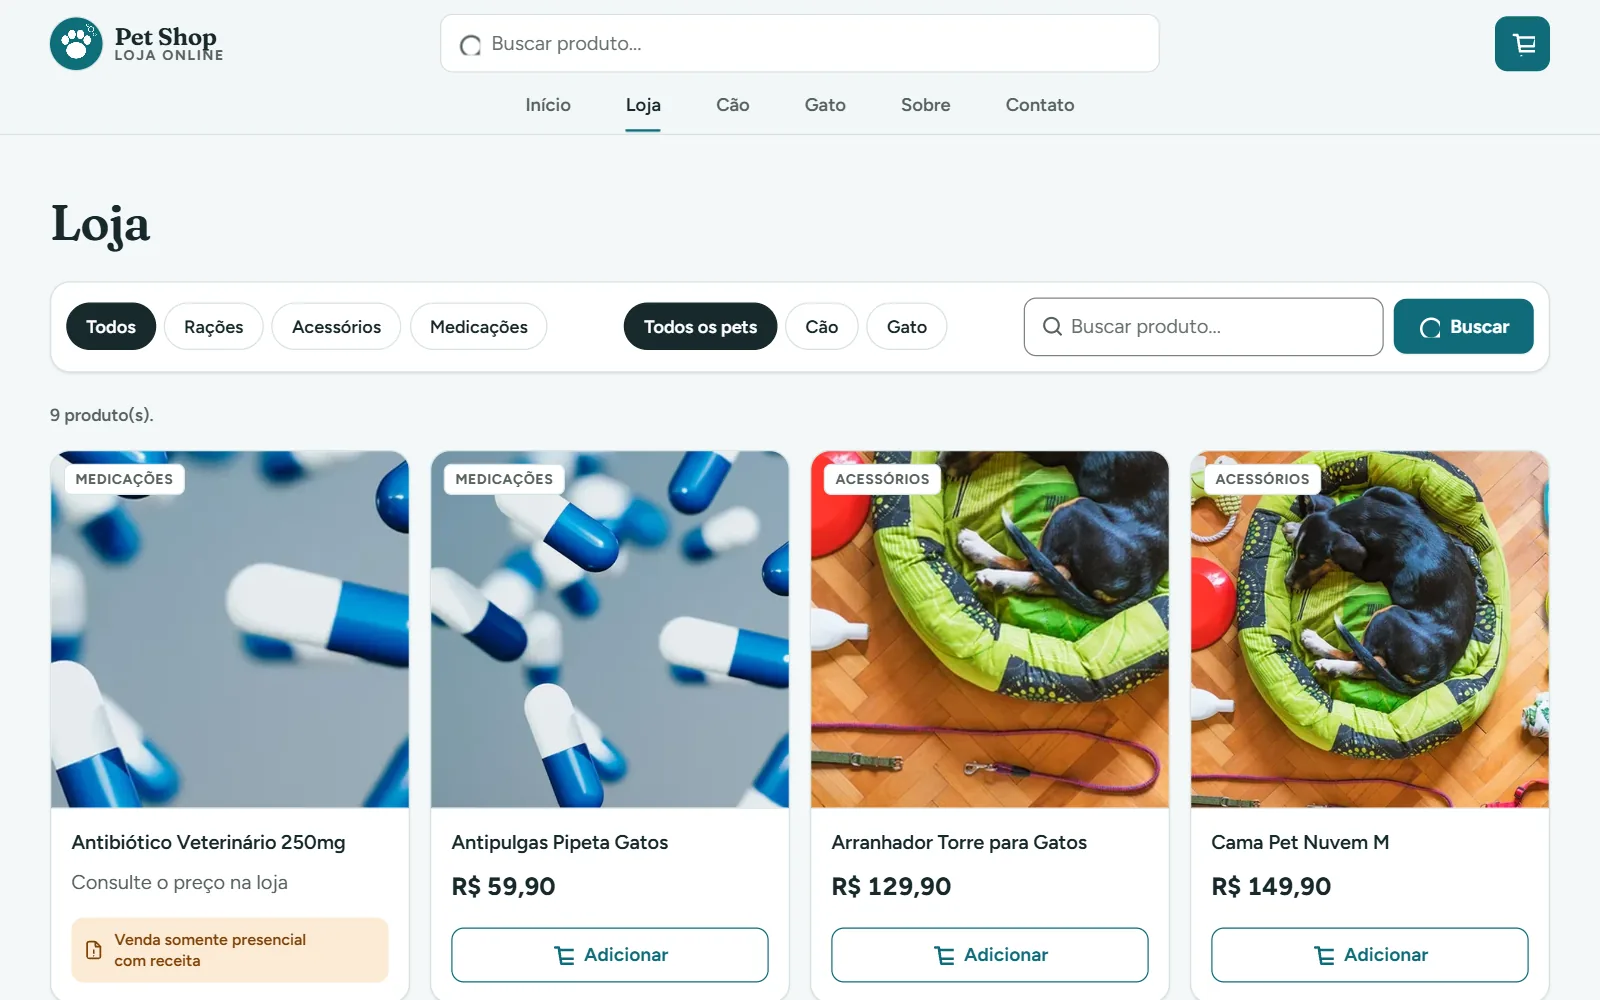 Pet Shop
LOJA ONLINE
Buscar produto...
Início
Loja
Cão
Gato
Sobre
Contato
Loja
Todos
Rações
Acessórios
Medicações
Todos os pets
Cão
Gato
Buscar produto...
Buscar
9 produto(s).
MEDICAÇÕES
MEDICAÇÕES
ACESSÓRIOS
ACESSÓRIOS
Antibiótico Veterinário 250mg
Consulte o preço na loja
Venda somente presencial
com receita
Antipulgas Pipeta Gatos
R$ 59,90
Adicionar
Arranhador Torre para Gatos
R$ 129,90
Adicionar
Cama Pet Nuvem M
R$ 149,90
Adicionar